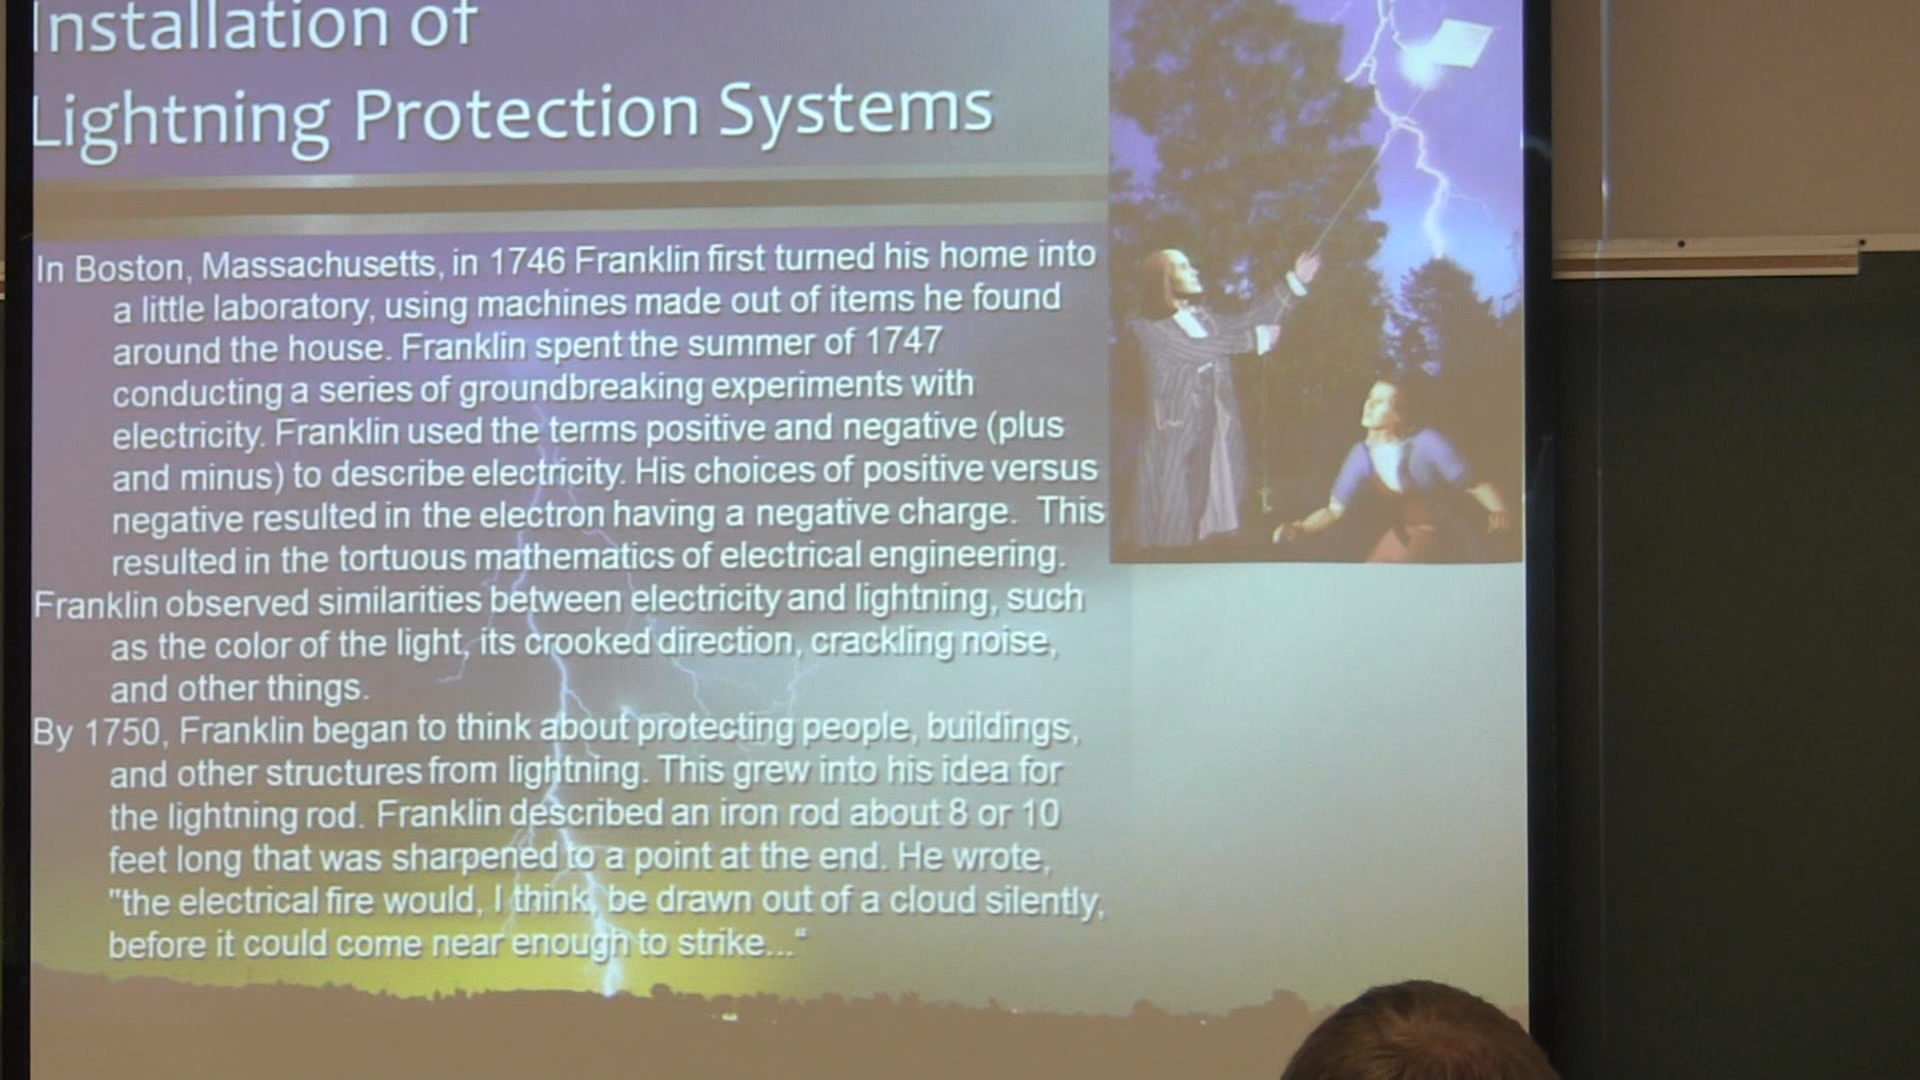 Installation of
Lightning Protection Systems
In Boston, Massachusetts, in 1746 Franklin first turned his home into
a little laboratory, using machines made out of items he found
around the house. Franklin spent the summer of 1747
conducting a series of groundbreaking experiments with
electricity. Franklin used the terms positive and negative (plus
and minus) to describe electricity. His choices of positive versus
negative resulted in the electron having a negative charge.  This
resulted in the tortuous mathematics of electrical engineering.
Franklin observed similarities between electricity and lightning, such
as the color of the light, its crooked direction, crackling noise,
and other things.
By 1750, Franklin began to think about protecting people, buildings,
and other structures from lightning. This grew into his idea for
the lightning rod. Franklin described an iron rod about 8 or 10
feet long that was sharpened to a point at the end. He wrote,
"the electrical fire would, I think, be drawn out of a cloud silently,
before it could come near enough to strike..."